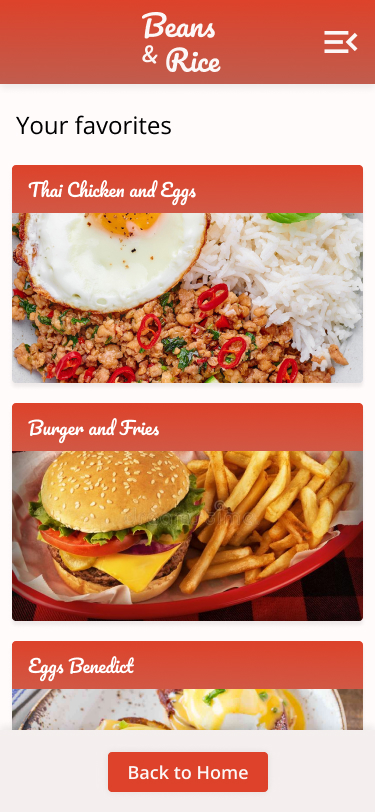 Beans
& Rice
Your favorites
Thai Chicken and Eggs
Burger and Fries
Eggs Benedict
Back to Home